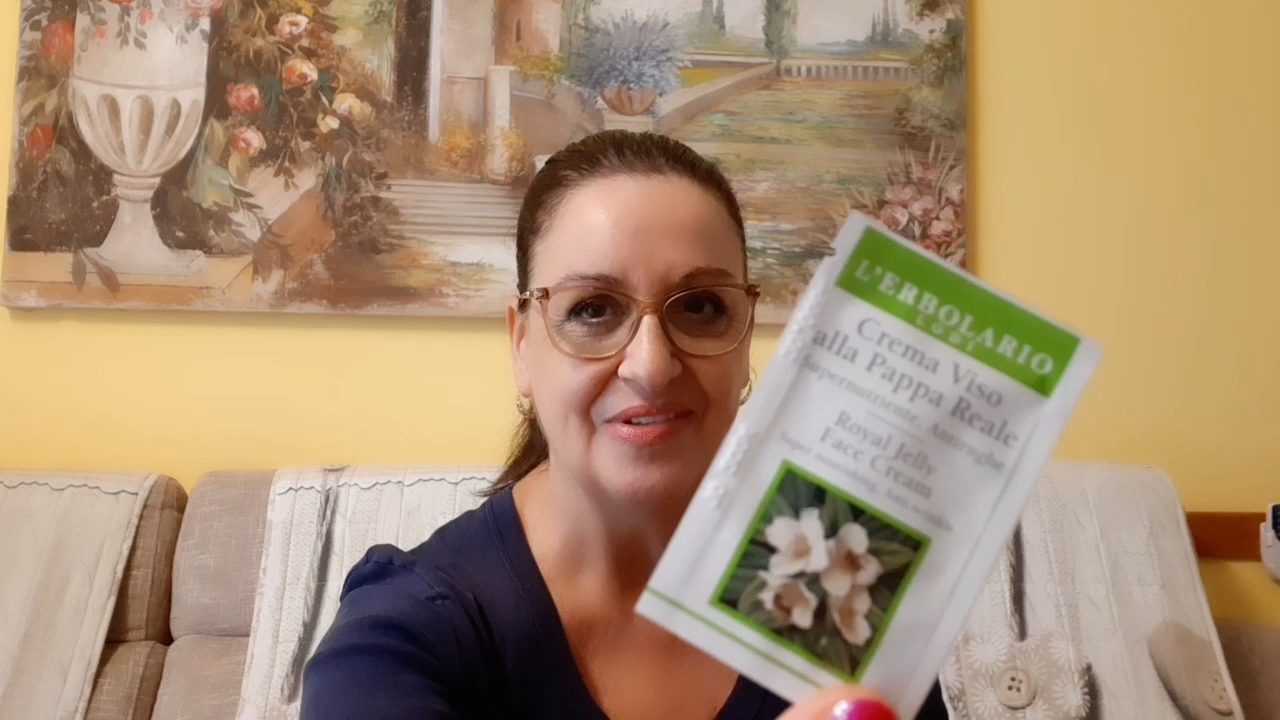 L'ERBOLARIO
LODI
Crema Viso
alla Pappa Reale
Supernutriente, Antirughe
Royal Jelly
Face Cream
Super nourishing, Anti-wrinkle